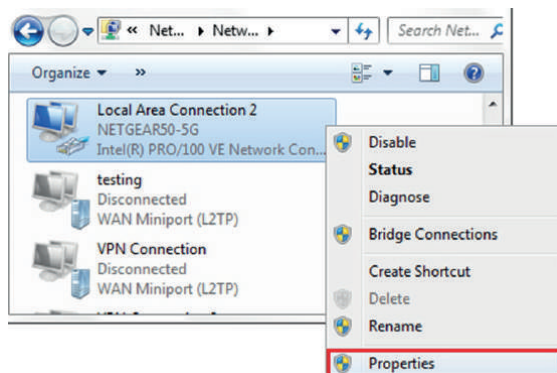 « Net... ▸ Netw... ▸
Search Net...
Organize ▾ »
Local Area Connection 2
NETGEAR50-5G
Intel(R) PRO/100 VE Network Con...
testing
Disconnected
WAN Miniport (L2TP)
VPN Connection
Disconnected
WAN Miniport (L2TP)
Disable
Status
Diagnose
Bridge Connections
Create Shortcut
Delete
Rename
Properties